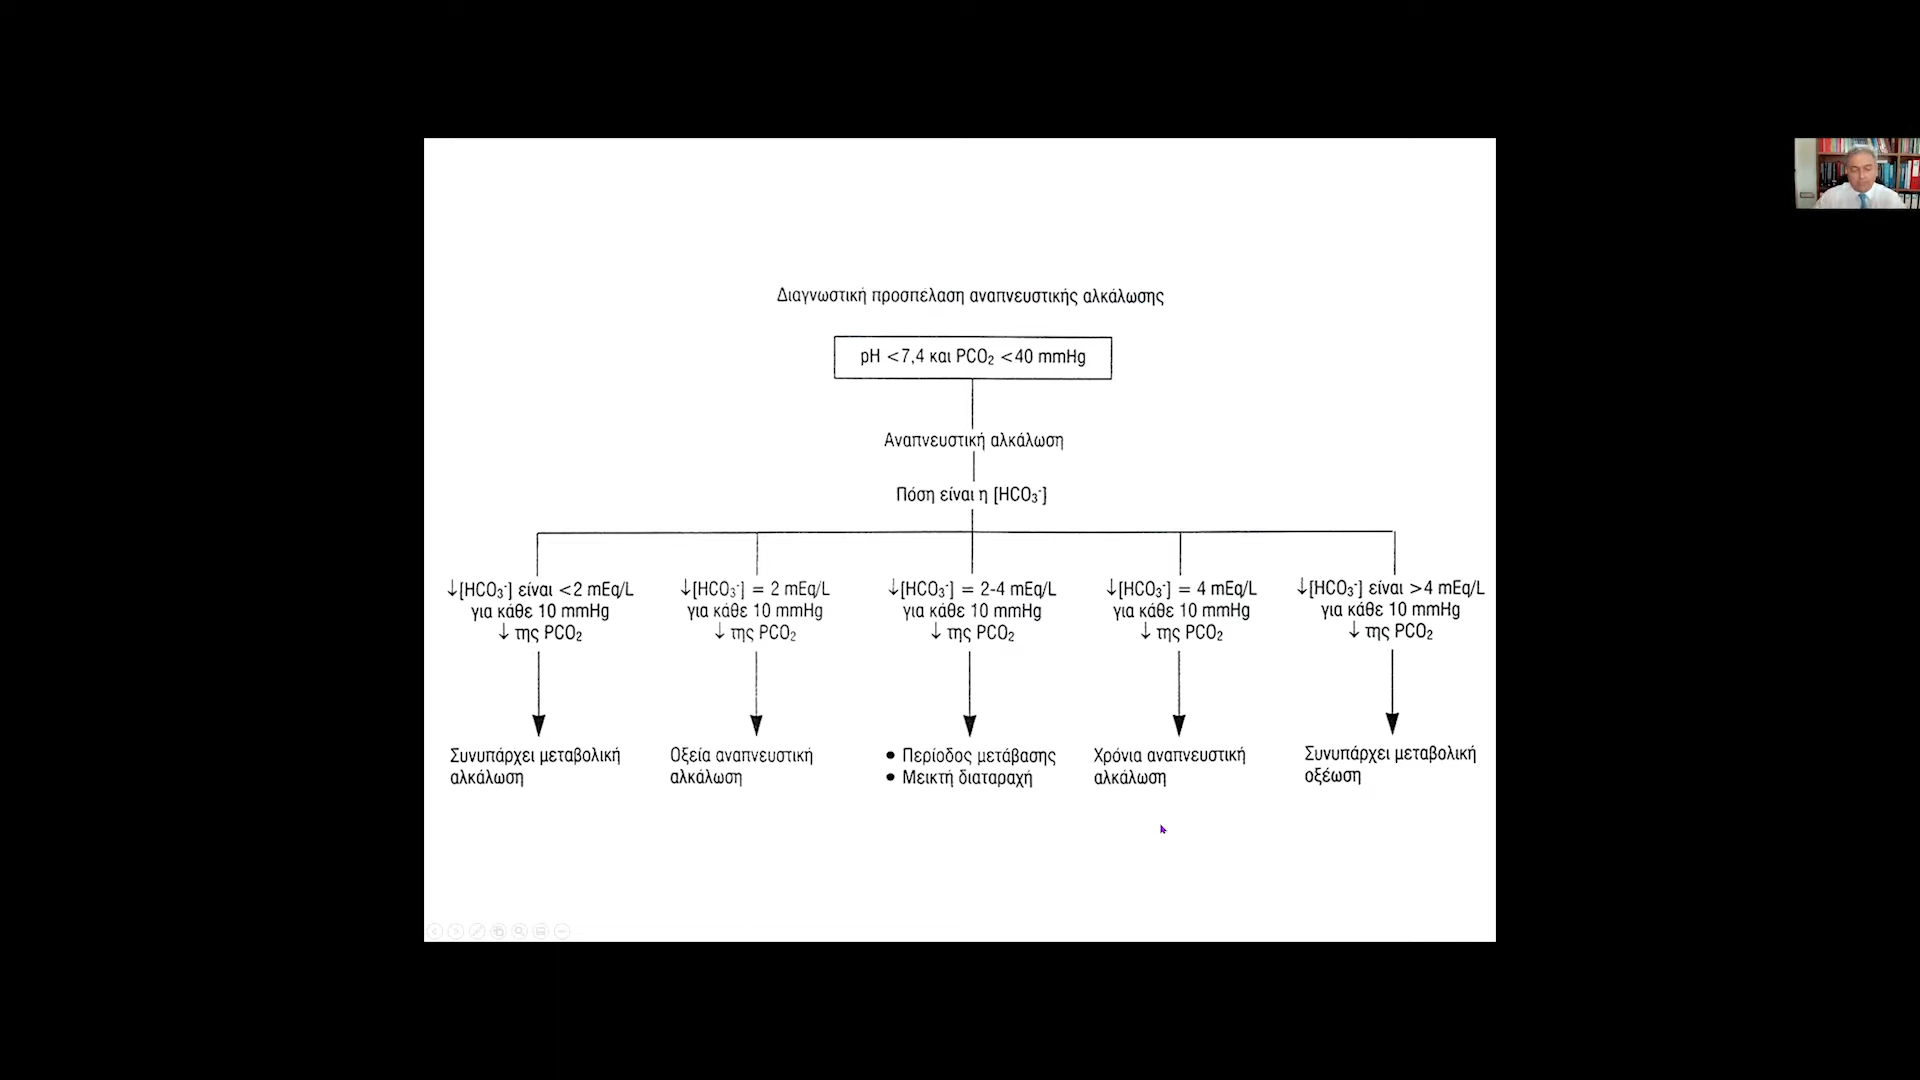 Διαγνωστική προσπέλαση αναπνευστικής αλκάλωσης
pH <7,4 και PCO₂ <40 mmHg
Αναπνευστική αλκάλωση
Πόση είναι η [HCO₃⁻]
↓[HCO₃⁻] είναι <2 mEq/L
για κάθε 10 mmHg
↓ της PCO₂
↓[HCO₃⁻] = 2 mEq/L
για κάθε 10 mmHg
↓ της PCO₂
↓[HCO₃⁻] = 2-4 mEq/L
για κάθε 10 mmHg
↓ της PCO₂
↓[HCO₃⁻] = 4 mEq/L
για κάθε 10 mmHg
↓ της PCO₂
↓[HCO₃⁻] είναι >4 mEq/L
για κάθε 10 mmHg
↓ της PCO₂
Συνυπάρχει μεταβολική
αλκάλωση
Οξεία αναπνευστική
αλκάλωση
• Περίοδος μετάβασης
• Μεικτή διαταραχή
Χρόνια αναπνευστική
αλκάλωση
Συνυπάρχει μεταβολική
οξέωση